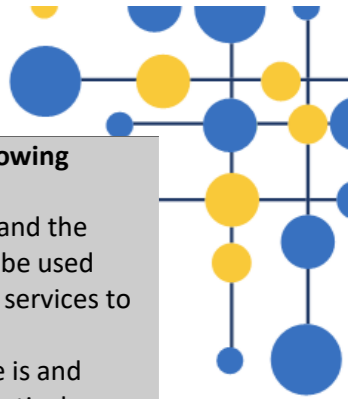 owing
and the
be used
services to
e is and